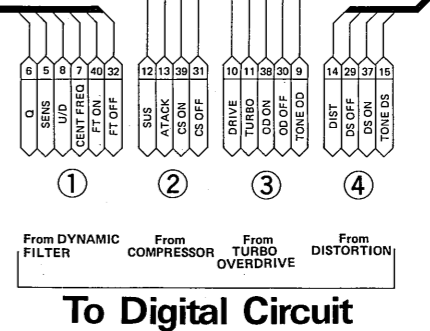 6 5 8 7 40 32 12 13 39 31 10 11 38 30 9 14 29 37 15
Q SENS U/D CENT FREQ FT ON FT OFF SUS ATACK CS ON CS OFF DRIVE TURBO OD ON OD OFF TONE OD DIST DS OFF DS ON TONE DS
① ② ③ ④
From DYNAMIC FILTER
From COMPRESSOR
From TURBO OVERDRIVE
From DISTORTION
To Digital Circuit